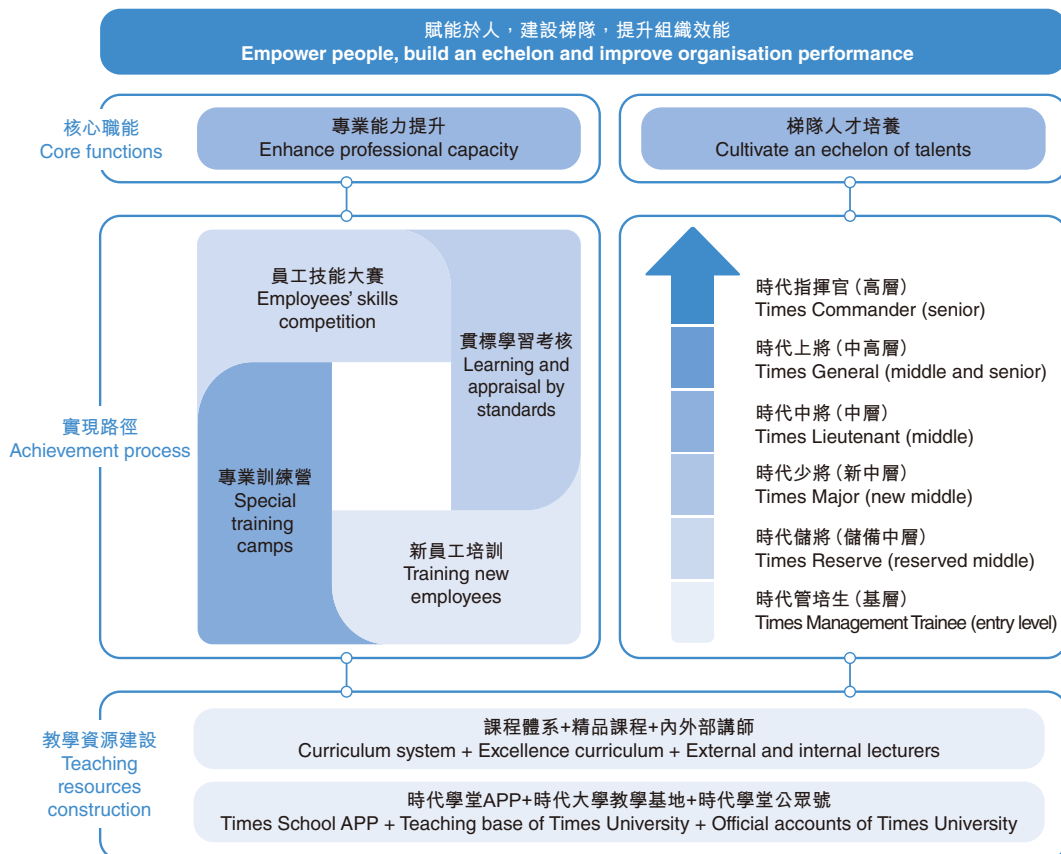 賦能於人，建設梯隊，提升組織效能
Empower people, build an echelon and improve organisation performance
核心職能
Core functions
專業能力提升
Enhance professional capacity
梯隊人才培養
Cultivate an echelon of talents
實現路徑
Achievement process
員工技能大賽
Employees’ skills
competition
貫標學習考核
Learning and
appraisal by
standards
專業訓練營
Special
training
camps
新員工培訓
Training new
employees
時代指揮官（高層）
Times Commander (senior)
時代上將（中高層）
Times General (middle and senior)
時代中將（中層）
Times Lieutenant (middle)
時代少將（新中層）
Times Major (new middle)
時代儲將（儲備中層）
Times Reserve (reserved middle)
時代管培生（基層）
Times Management Trainee (entry level)
教學資源建設
Teaching
resources
construction
課程體系+精品課程+內外部講師
Curriculum system + Excellence curriculum + External and internal lecturers
時代學堂APP+時代大學教學基地+時代學堂公眾號
Times School APP + Teaching base of Times University + Official accounts of Times University